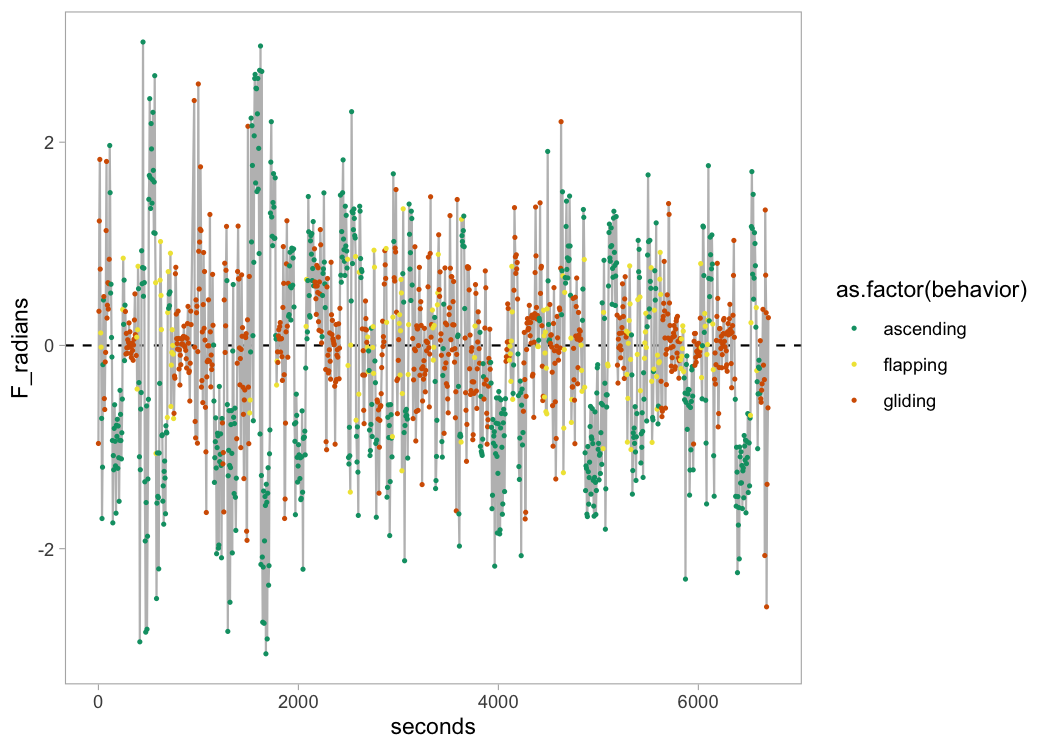 F_radians
2
0
-2
0
2000
4000
6000
seconds
as.factor(behavior)
ascending
flapping
gliding